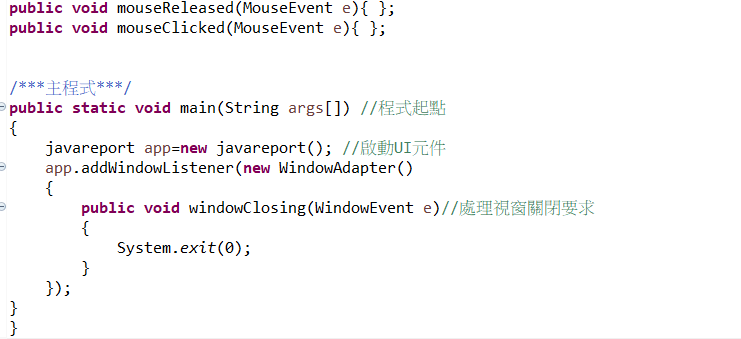 public void mouseReleased(MouseEvent e){ };
public void mouseClicked(MouseEvent e){ };
/***主程式***/
public static void main(String args[]) //程式起點
{
javareport app=new javareport(); //啟動UI元件
app.addWindowListener(new WindowAdapter()
{
public void windowClosing(WindowEvent e)//處理視窗關閉要求
{
System.exit(0);
}
});
}
}